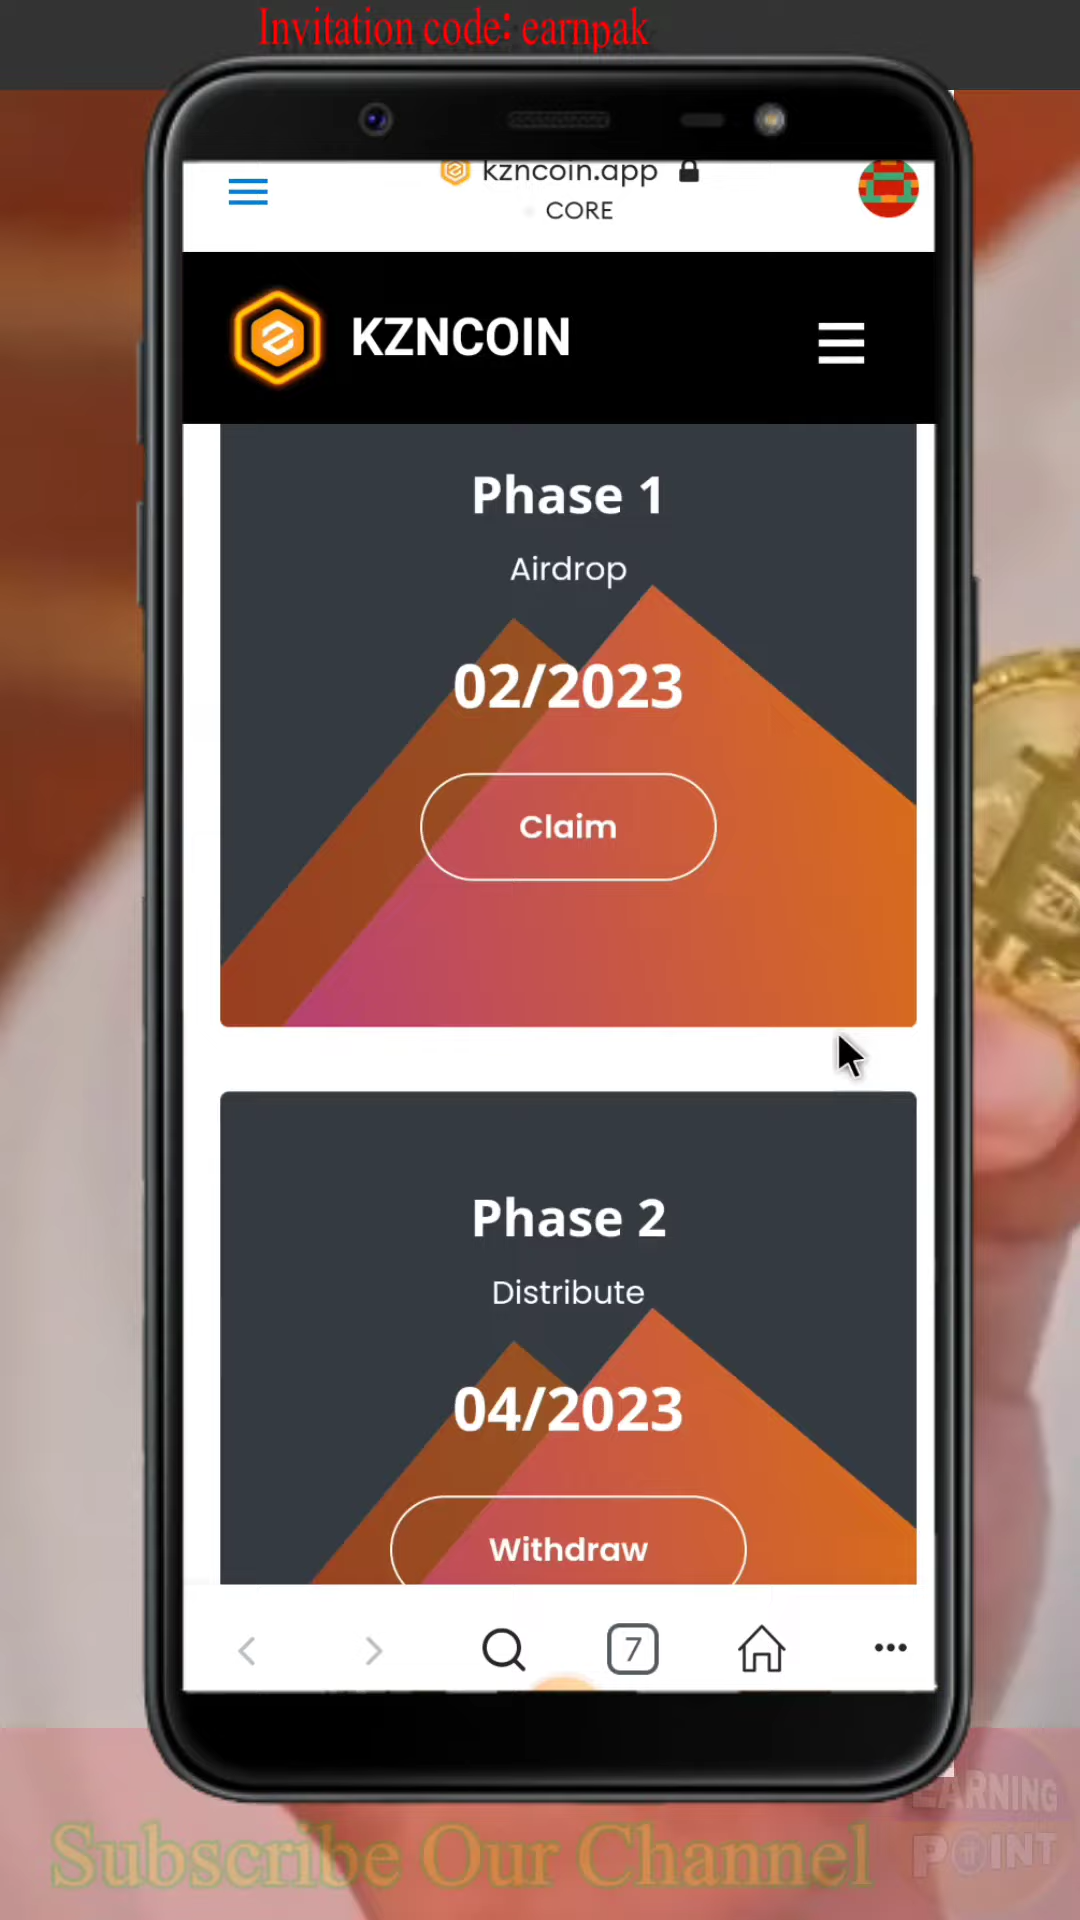 Invitation code: earnpak
kzncoin.app
CORE
KZNCOIN
Phase 1
Airdrop
02/2023
Claim
Phase 2
Distribute
04/2023
Withdraw
7
Subscribe Our Channel
EARNING
POINT